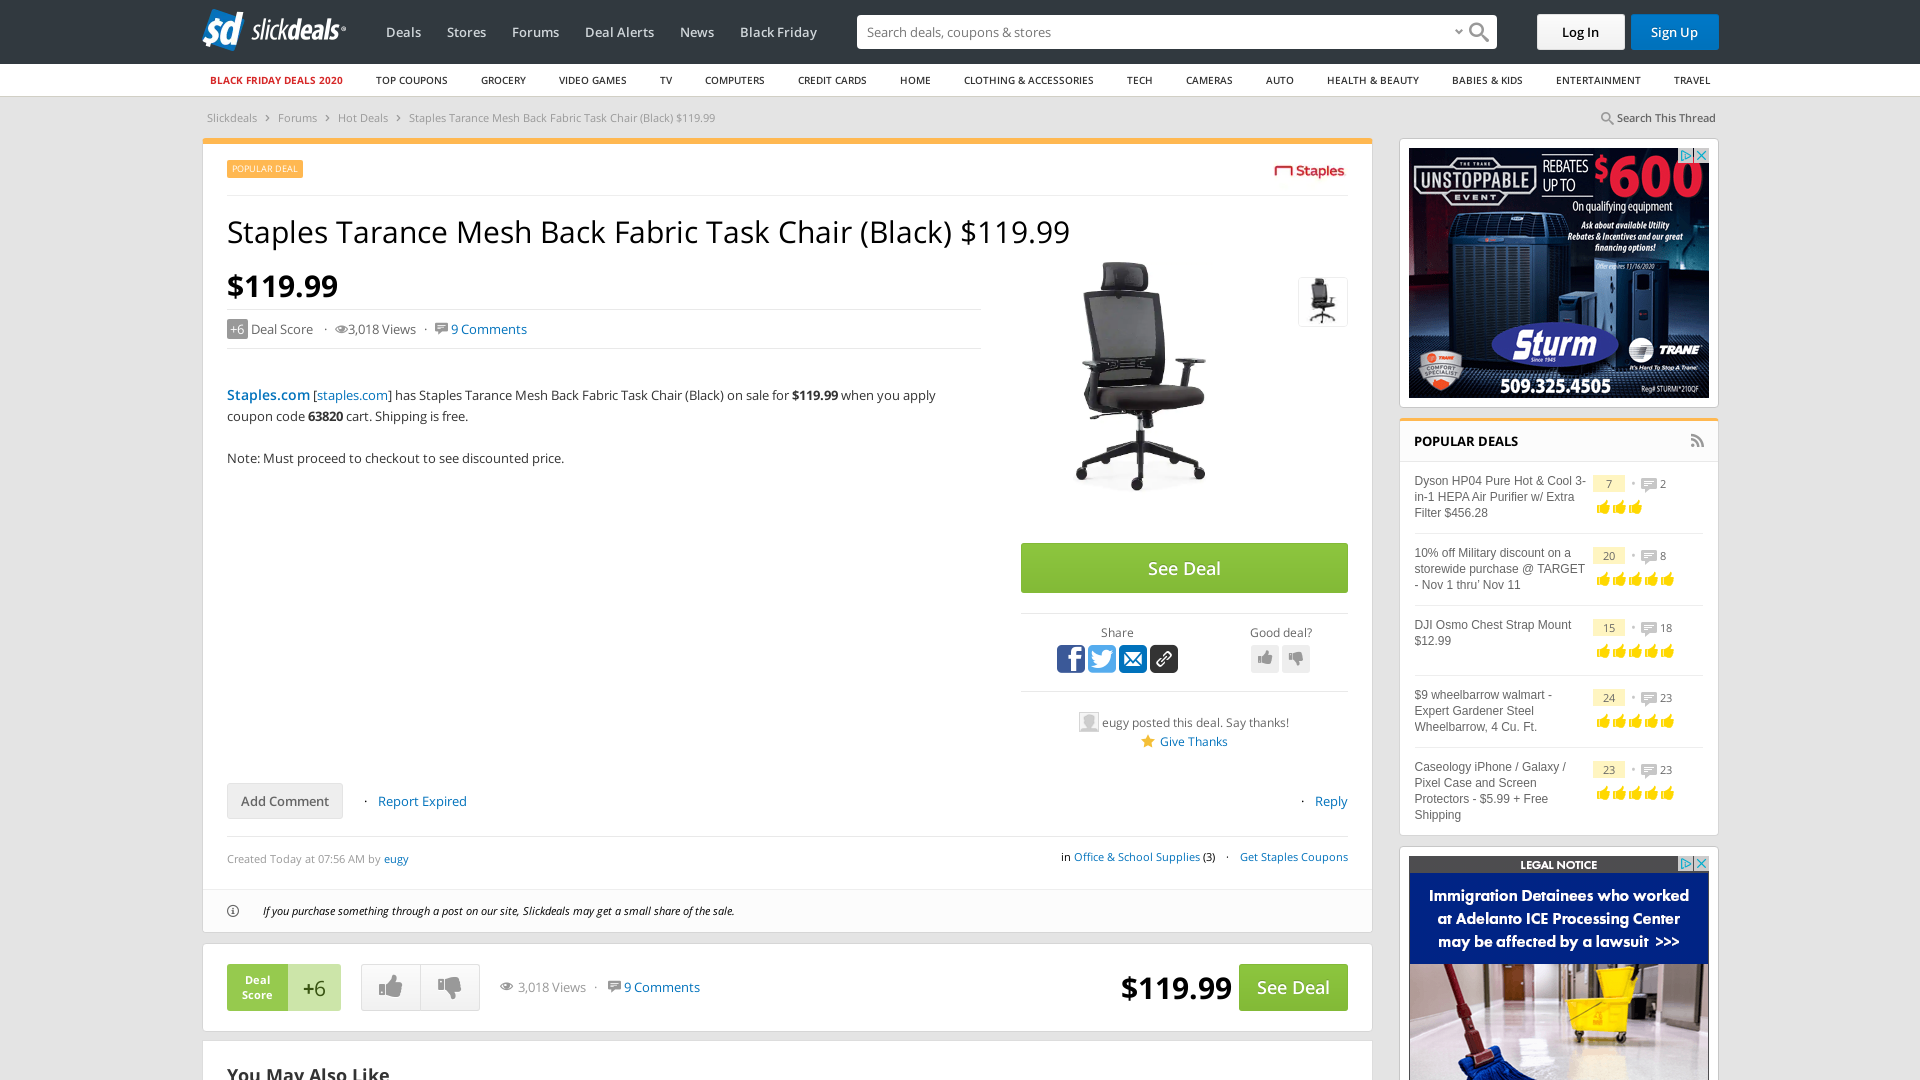 slickdeals
Deals Stores Forums Deal Alerts News Black Friday
Search deals, coupons & stores
Log In Sign Up
BLACK FRIDAY DEALS 2020 TOP COUPONS GROCERY VIDEO GAMES TV COMPUTERS CREDIT CARDS HOME CLOTHING & ACCESSORIES TECH CAMERAS AUTO HEALTH & BEAUTY BABIES & KIDS ENTERTAINMENT TRAVEL
Slickdeals › Forums › Hot Deals › Staples Tarance Mesh Back Fabric Task Chair (Black) $119.99
Search This Thread
POPULAR DEAL
Staples
Staples Tarance Mesh Back Fabric Task Chair (Black) $119.99
$119.99
+6 Deal Score · 3,018 Views · 9 Comments
Staples.com [staples.com] has Staples Tarance Mesh Back Fabric Task Chair (Black) on sale for $119.99 when you apply
coupon code 63820 cart. Shipping is free.
Note: Must proceed to checkout to see discounted price.
See Deal
Share
Good deal?
eugy posted this deal. Say thanks!
Give Thanks
Add Comment · Report Expired
· Reply
Created Today at 07:56 AM by eugy
in Office & School Supplies (3) · Get Staples Coupons
If you purchase something through a post on our site, Slickdeals may get a small share of the sale.
Deal
Score
+6
3,018 Views · 9 Comments
$119.99
See Deal
You May Also Like
THE TRANE
UNSTOPPABLE
EVENT
REBATES
UP TO
$600
On qualifying equipment
Ask about available Utility
Rebates & Incentives and our great
financing options!
Offer expires 11/16/2020
Sturm
Since 1945
TRANE
It's Hard To Stop A Trane.
TRANE
COMFORT
SPECIALIST
509.325.4505
Reg# STURMI*210QF
POPULAR DEALS
Dyson HP04 Pure Hot & Cool 3-
in-1 HEPA Air Purifier w/ Extra
Filter $456.28
7 • 2
10% off Military discount on a
storewide purchase @ TARGET
- Nov 1 thru' Nov 11
20 • 8
DJI Osmo Chest Strap Mount
$12.99
15 • 18
$9 wheelbarrow walmart -
Expert Gardener Steel
Wheelbarrow, 4 Cu. Ft.
24 • 23
Caseology iPhone / Galaxy /
Pixel Case and Screen
Protectors - $5.99 + Free
Shipping
23 • 23
LEGAL NOTICE
Immigration Detainees who worked
at Adelanto ICE Processing Center
may be affected by a lawsuit >>>